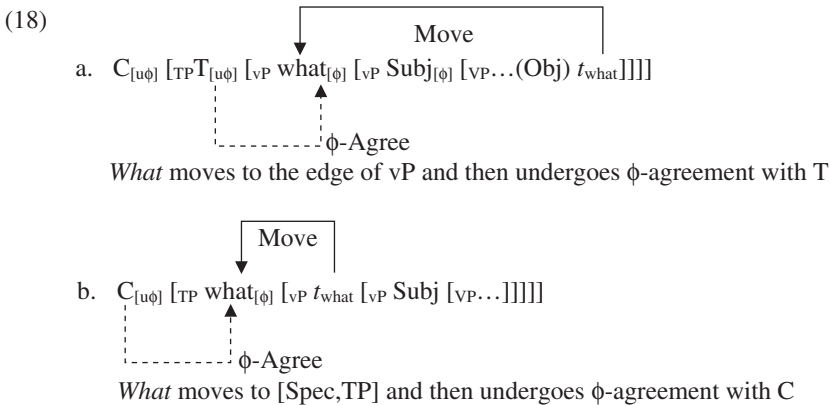 (18)
Move
a. C[uϕ] [TPT[uϕ] [vP what[ϕ] [vP Subj[ϕ] [VP…(Obj) twhat]]]]
ϕ-Agree
What moves to the edge of vP and then undergoes ϕ-agreement with T
Move
b. C[uϕ] [TP what[ϕ] [vP twhat [vP Subj [VP…]]]]]
ϕ-Agree
What moves to [Spec,TP] and then undergoes ϕ-agreement with C